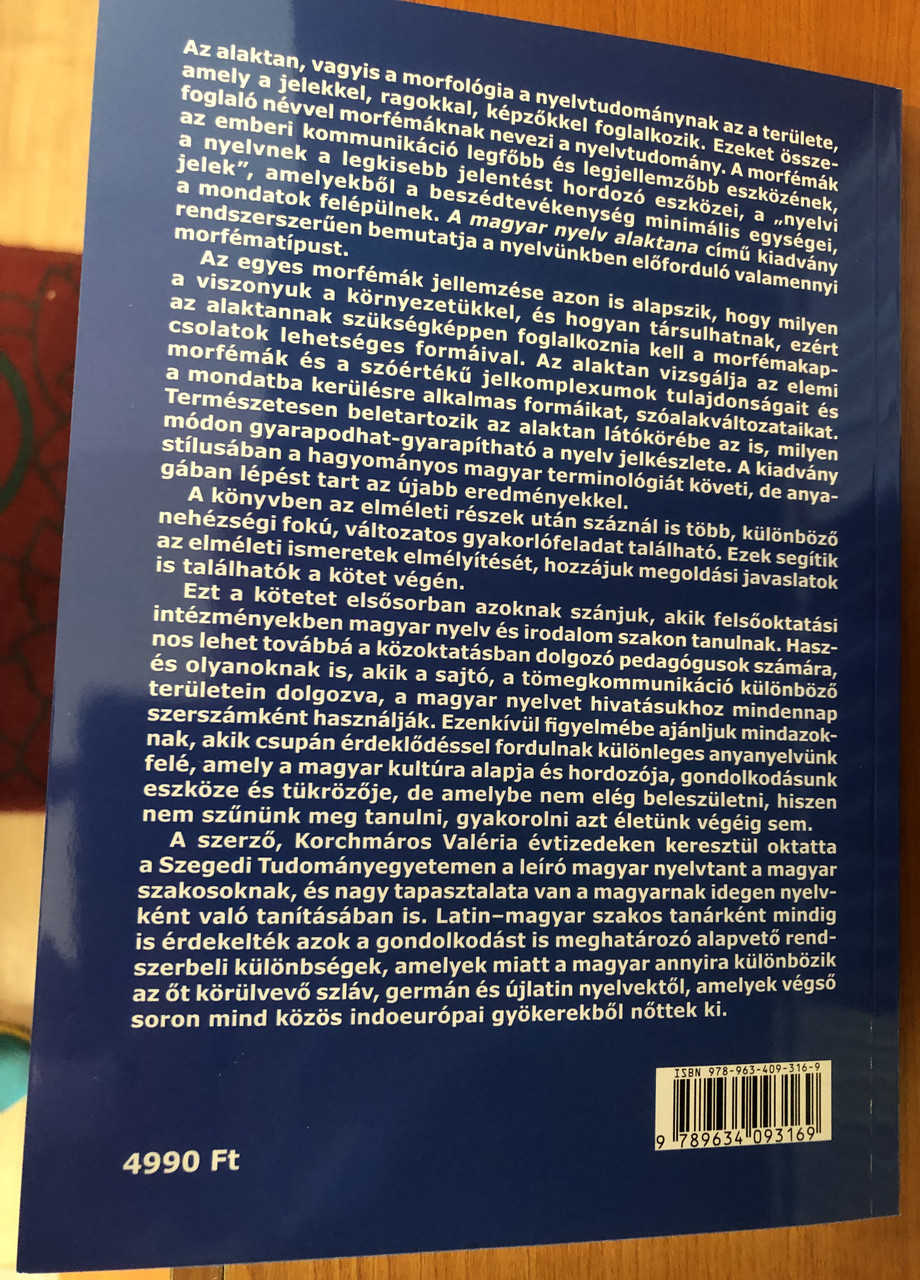 Az alaktan, vagyis a morfológia a nyelvtudománynak az a területe,
amely a jelekkel, ragokkal, képzőkkel foglalkozik. Ezeket össze-
foglaló névvel morfémáknak nevezi a nyelvtudomány. A morfémák
az emberi kommunikáció legfőbb és legjellemzőbb eszközének,
a nyelvnek a legkisebb jelentést hordozó eszközei, a „nyelvi
jelek”, amelyekből a beszédtevékenység minimális egységei,
a mondatok felépülnek. A magyar nyelv alaktana című kiadvány
rendszerszerűen bemutatja a nyelvünkben előforduló valamennyi
morfématípust.
Az egyes morfémák jellemzése azon is alapszik, hogy milyen
a viszonyuk a környezetükkel, és hogyan társulhatnak, ezért
az alaktannak szükségképpen foglalkoznia kell a morfémakap-
csolatok lehetséges formáival. Az alaktan vizsgálja az elemi
morfémák és a szóértékű jelkomplexumok tulajdonságait és
a mondatba kerülésre alkalmas formáikat, szóalakváltozataikat.
Természetesen beletartozik az alaktan látókörébe az is, milyen
módon gyarapodhat-gyarapítható a nyelv jelkészlete. A kiadvány
stílusában a hagyományos magyar terminológiát követi, de anya-
gában lépést tart az újabb eredményekkel.
A könyvben az elméleti részek után száznál is több, különböző
nehézségi fokú, változatos gyakorlófeladat található. Ezek segítik
az elméleti ismeretek elmélyítését, hozzájuk megoldási javaslatok
is találhatók a kötet végén.
Ezt a kötetet elsősorban azoknak szánjuk, akik felsőoktatási
intézményekben magyar nyelv és irodalom szakon tanulnak. Hasz-
nos lehet továbbá a közoktatásban dolgozó pedagógusok számára,
és olyanoknak is, akik a sajtó, a tömegkommunikáció különböző
területein dolgozva, a magyar nyelvet hivatásukhoz mindennap
szerszámként használják. Ezenkívül figyelmébe ajánljuk mindazok-
nak, akik csupán érdeklődéssel fordulnak különleges anyanyelvünk
felé, amely a magyar kultúra alapja és hordozója, gondolkodásunk
eszköze és tükrözője, de amelybe nem elég beleszületni, hiszen
nem szűnünk meg tanulni, gyakorolni azt életünk végéig sem.
A szerző, Korchmáros Valéria évtizedeken keresztül oktatta
a Szegedi Tudományegyetemen a leíró magyar nyelvtant a magyar
szakosoknak, és nagy tapasztalata van a magyarnak idegen nyelv-
ként való tanításában is. Latin–magyar szakos tanárként mindig
is érdekelték azok a gondolkodást is meghatározó alapvető rend-
szerbeli különbségek, amelyek miatt a magyar annyira különbözik
az őt körülvevő szláv, germán és újlatin nyelvektől, amelyek végső
soron mind közös indoeurópai gyökerekből nőttek ki.
ISBN 978-963-409-316-9
9 789634 093169
4990 Ft